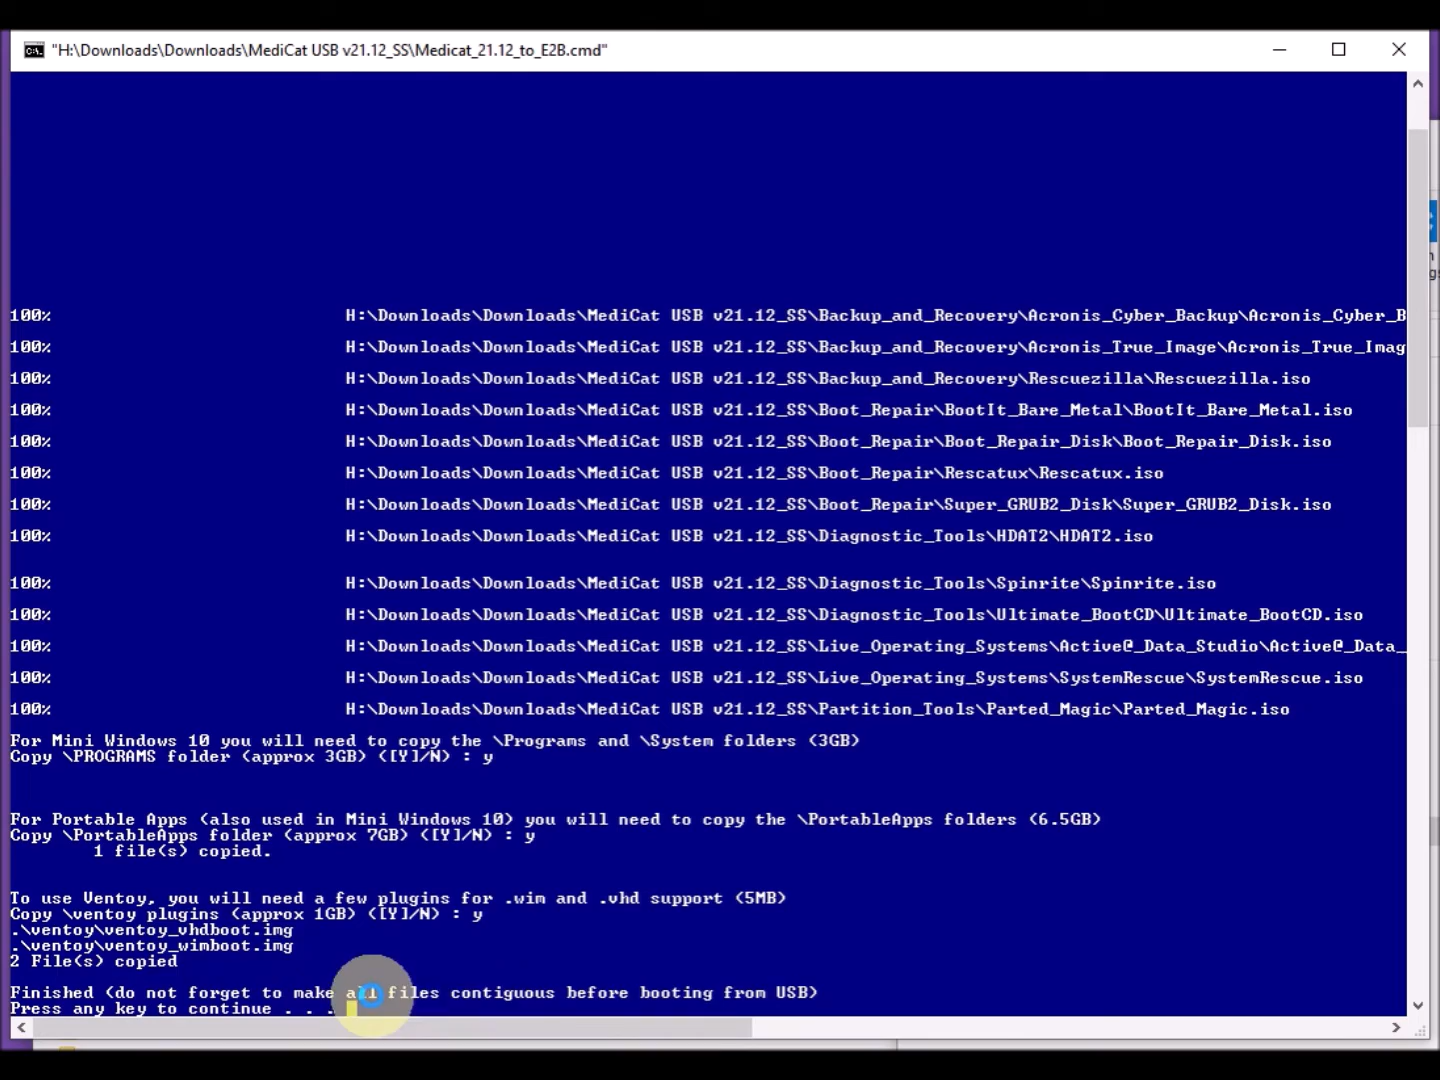 "H:\Downloads\Downloads\MediCat USB v21.12_SS\Medicat_21.12_to_E2B.cmd"
100% H:\Downloads\Downloads\MediCat USB v21.12_SS\Backup_and_Recovery\Acronis_Cyber_Backup\Acronis_Cyber_B
100% H:\Downloads\Downloads\MediCat USB v21.12_SS\Backup_and_Recovery\Acronis_True_Image\Acronis_True_Imag
100% H:\Downloads\Downloads\MediCat USB v21.12_SS\Backup_and_Recovery\Rescuezilla\Rescuezilla.iso
100% H:\Downloads\Downloads\MediCat USB v21.12_SS\Boot_Repair\BootIt_Bare_Metal\BootIt_Bare_Metal.iso
100% H:\Downloads\Downloads\MediCat USB v21.12_SS\Boot_Repair\Boot_Repair_Disk\Boot_Repair_Disk.iso
100% H:\Downloads\Downloads\MediCat USB v21.12_SS\Boot_Repair\Rescatux\Rescatux.iso
100% H:\Downloads\Downloads\MediCat USB v21.12_SS\Boot_Repair\Super_GRUB2_Disk\Super_GRUB2_Disk.iso
100% H:\Downloads\Downloads\MediCat USB v21.12_SS\Diagnostic_Tools\HDAT2\HDAT2.iso
100% H:\Downloads\Downloads\MediCat USB v21.12_SS\Diagnostic_Tools\Spinrite\Spinrite.iso
100% H:\Downloads\Downloads\MediCat USB v21.12_SS\Diagnostic_Tools\Ultimate_BootCD\Ultimate_BootCD.iso
100% H:\Downloads\Downloads\MediCat USB v21.12_SS\Live_Operating_Systems\Active@_Data_Studio\Active@_Data_
100% H:\Downloads\Downloads\MediCat USB v21.12_SS\Live_Operating_Systems\SystemRescue\SystemRescue.iso
100% H:\Downloads\Downloads\MediCat USB v21.12_SS\Partition_Tools\Parted_Magic\Parted_Magic.iso
For Mini Windows 10 you will need to copy the \Programs and \System folders (3GB)
Copy \PROGRAMS folder (approx 3GB) ([Y]/N) : y
For Portable Apps (also used in Mini Windows 10) you will need to copy the \PortableApps folders (6.5GB)
Copy \PortableApps folder (approx 7GB) ([Y]/N) : y
1 file(s) copied.
To use Ventoy, you will need a few plugins for .wim and .vhd support (5MB)
Copy \ventoy plugins (approx 1GB) ([Y]/N) : y
.\ventoy\ventoy_vhdboot.img
.\ventoy\ventoy_wimboot.img
2 File(s) copied
Finished (do not forget to make all files contiguous before booting from USB)
Press any key to continue . . .